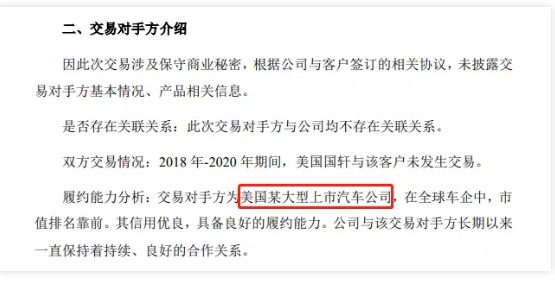 二、交易对手方介绍
因此次交易涉及保守商业秘密，根据公司与客户签订的相关协议，未披露交
易对手方基本情况、产品相关信息。
是否存在关联关系：此次交易对手方与公司均不存在关联关系。
双方交易情况：2018 年-2020 年期间，美国国轩与该客户未发生交易。
履约能力分析：交易对手方为美国某大型上市汽车公司，在全球车企中，市
值排名靠前。其信用优良，具备良好的履约能力。公司与该交易对手方长期以来
一直保持着持续、良好的合作关系。